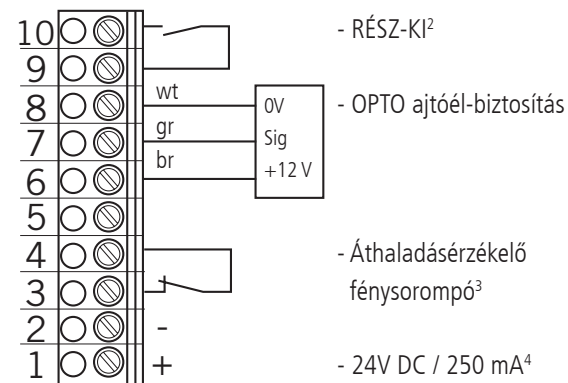 10 - RÉSZ-KI²
9
8 wt 0V - OPTO ajtóél-biztosítás
7 gr Sig
6 br +12 V
5
4 - Áthaladásérzékelő
3 fénysorompó³
2 -
1 + - 24V DC / 250 mA⁴